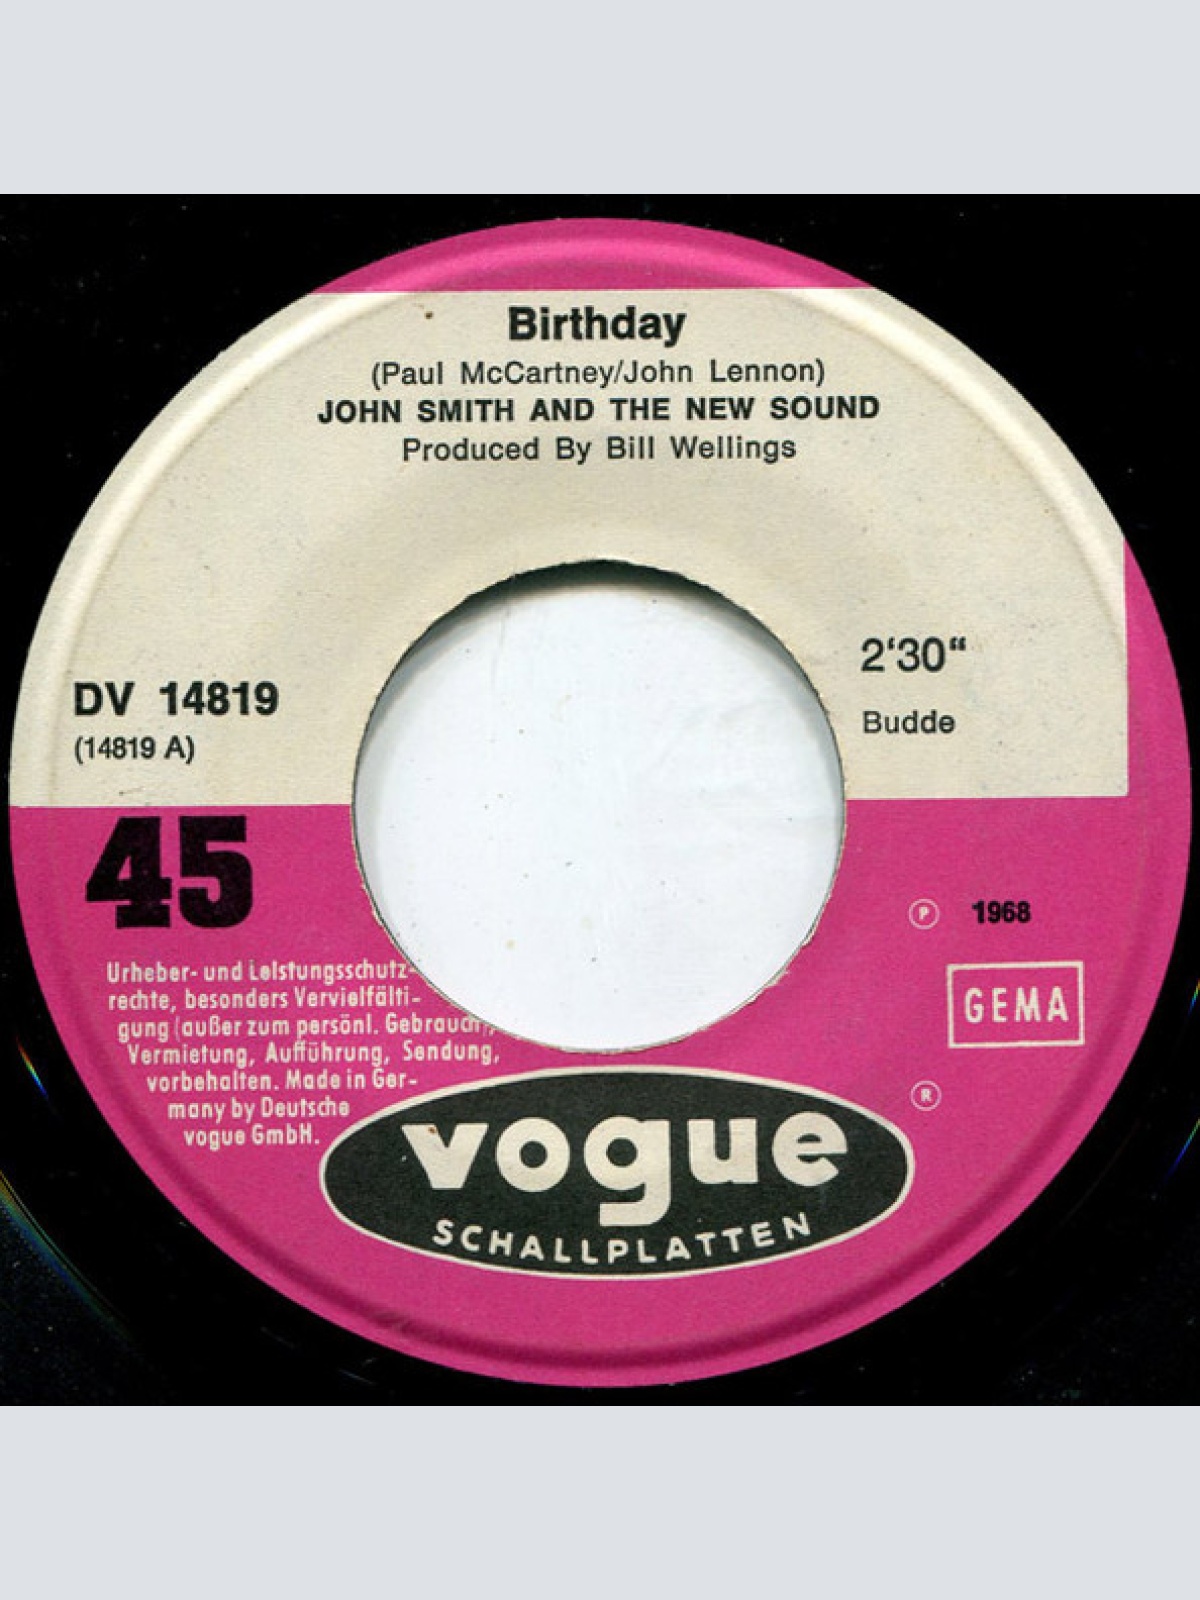 Birthday
(Paul McCartney/John Lennon)
JOHN SMITH AND THE NEW SOUND
Produced By Bill Wellings
2'30"
Budde
DV 14819
(14819 A)
45
℗ 1968
GEMA
Urheber- und Leistungsschutz-
rechte, besonders Vervielfälti-
gung (außer zum persönl. Gebrauch),
Vermietung, Aufführung, Sendung,
vorbehalten. Made in Ger-
many by Deutsche
vogue GmbH.
®
vogue
SCHALLPLATTEN